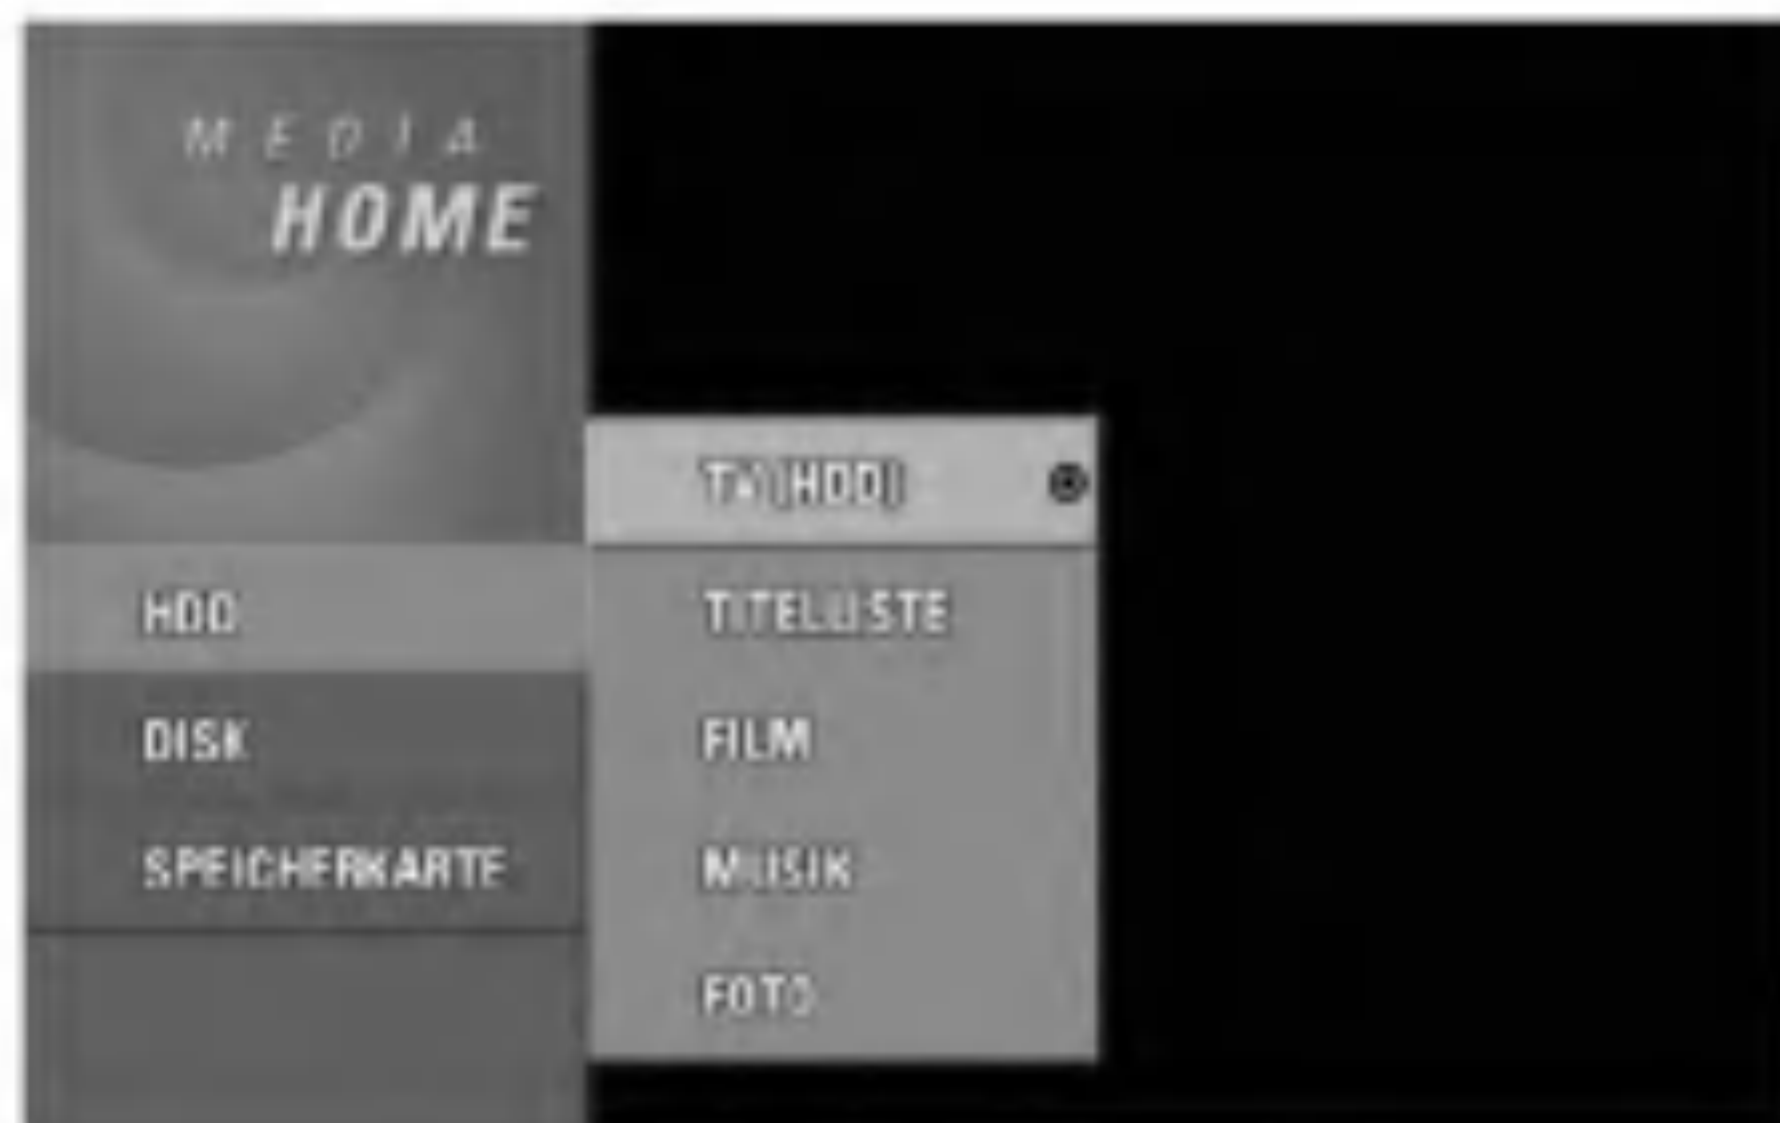 MEDIA
HOME
HDD
DISK
SPEICHERKARTE
TV (HDD)
TITELLISTE
FILM
MUSIK
FOTO